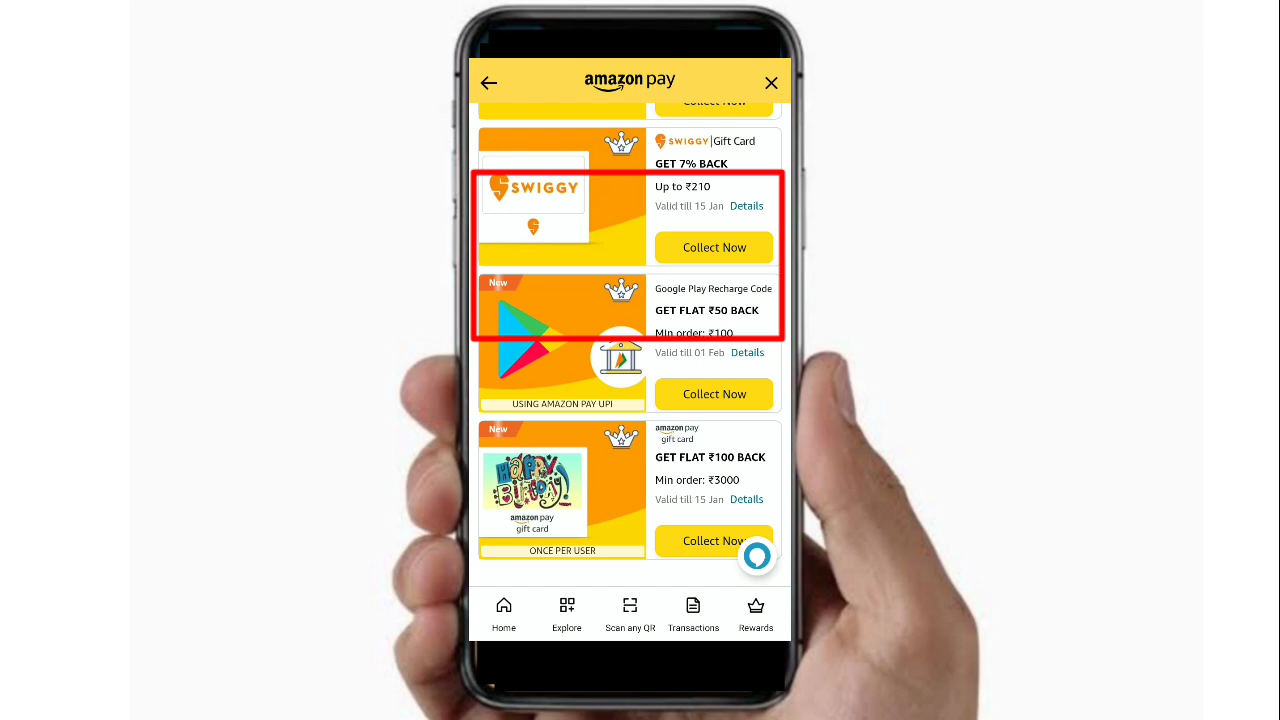 amazon pay
Collect Now
SWIGGY
SWIGGY|Gift Card
GET 7% BACK
Up to ₹210
Valid till 15 Jan Details
Collect Now
New
USING AMAZON PAY UPI
Google Play Recharge Code
GET FLAT ₹50 BACK
Min order: ₹100
Valid till 01 Feb Details
Collect Now
New
HAPPY
BIRTHDAY!
amazon pay
gift card
ONCE PER USER
amazon pay
gift card
GET FLAT ₹100 BACK
Min order: ₹3000
Valid till 15 Jan Details
Collect Now
Home
Explore
Scan any QR
Transactions
Rewards